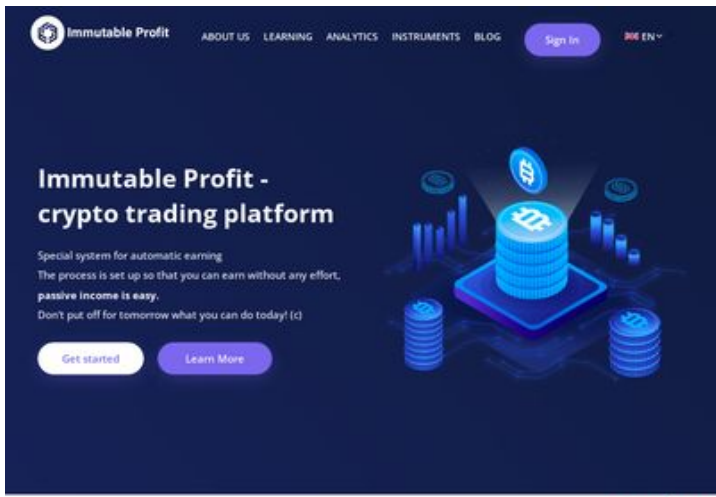 Immutable Profit
ABOUT US LEARNING ANALYTICS INSTRUMENTS BLOG Sign In EN
Immutable Profit -
crypto trading platform
Special system for automatic earning
The process is set up so that you can earn without any effort,
passive income is easy.
Don't put off for tomorrow what you can do today! (c)
Get started Learn More